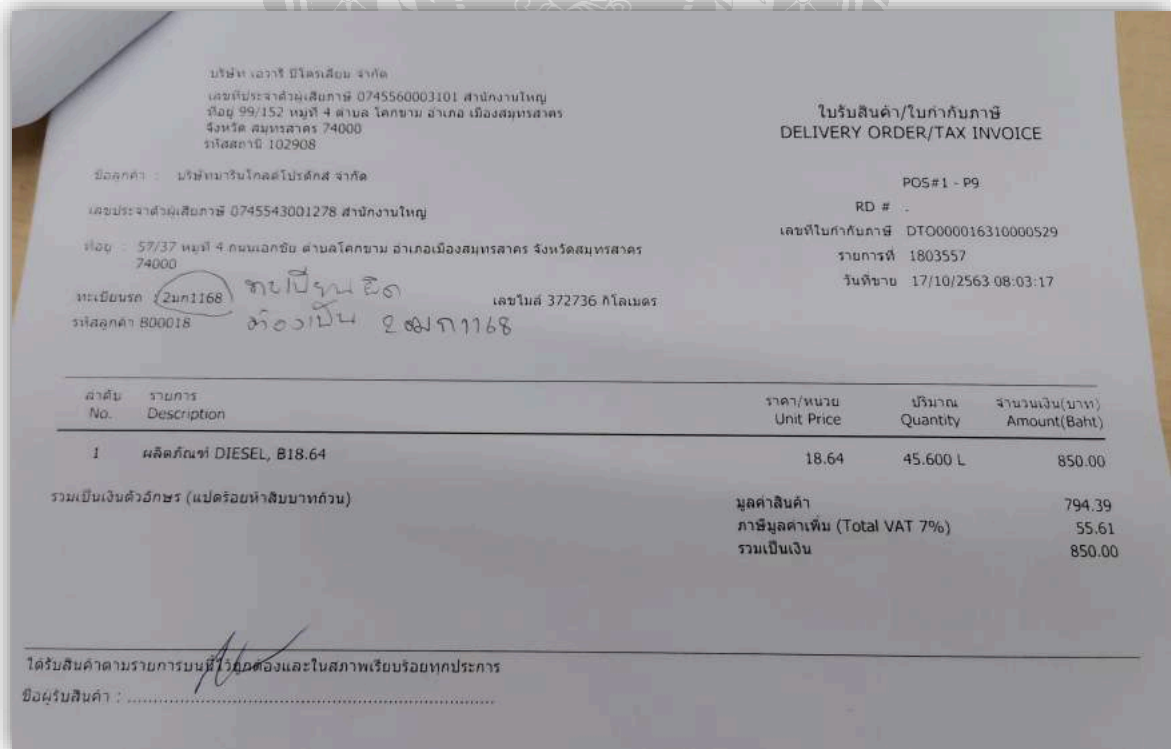 บริษัท เอวารี ปิโตรเลียม จำกัด
เลขที่ประจำตัวผู้เสียภาษี 0745560003101 สำนักงานใหญ่
ที่อยู่ 99/152 หมู่ที่ 4 ตำบล โคกขาม อำเภอ เมืองสมุทรสาคร
จังหวัด สมุทรสาคร 74000
รหัสสถานี 102908
ใบรับสินค้า/ใบกำกับภาษี
DELIVERY ORDER/TAX INVOICE
ชื่อลูกค้า : บริษัทมารินโกลด์โปรดักส์ จำกัด
POS#1 - P9
เลขประจำตัวผู้เสียภาษี 0745543001278 สำนักงานใหญ่
RD # .
เลขที่ใบกำกับภาษี DTO000016310000529
ที่อยู่ : 57/37 หมู่ที่ 4 ถนนเอกชัย ตำบลโคกขาม อำเภอเมืองสมุทรสาคร จังหวัดสมุทรสาคร
74000
รายการที่ 1803557
วันที่ขาย 17/10/2563 08:03:17
ทะเบียนรถ : 2มก1168 ทะเบียนผิด
เลขไมล์ 372736 กิโลเมตร
รหัสลูกค้า B00018 ต้องเป็น 2ฒก1168
ลำดับ รายการ ราคา/หน่วย ปริมาณ จำนวนเงิน(บาท)
No. Description Unit Price Quantity Amount(Baht)
1 ผลิตภัณฑ์ DIESEL, B18.64 18.64 45.600 L 850.00
รวมเป็นเงินตัวอักษร (แปดร้อยห้าสิบบาทถ้วน)
มูลค่าสินค้า 794.39
ภาษีมูลค่าเพิ่ม (Total VAT 7%) 55.61
รวมเป็นเงิน 850.00
ได้รับสินค้าตามรายการบนนี้ไว้ถูกต้องและในสภาพเรียบร้อยทุกประการ
ชื่อผู้รับสินค้า : ......................................................................